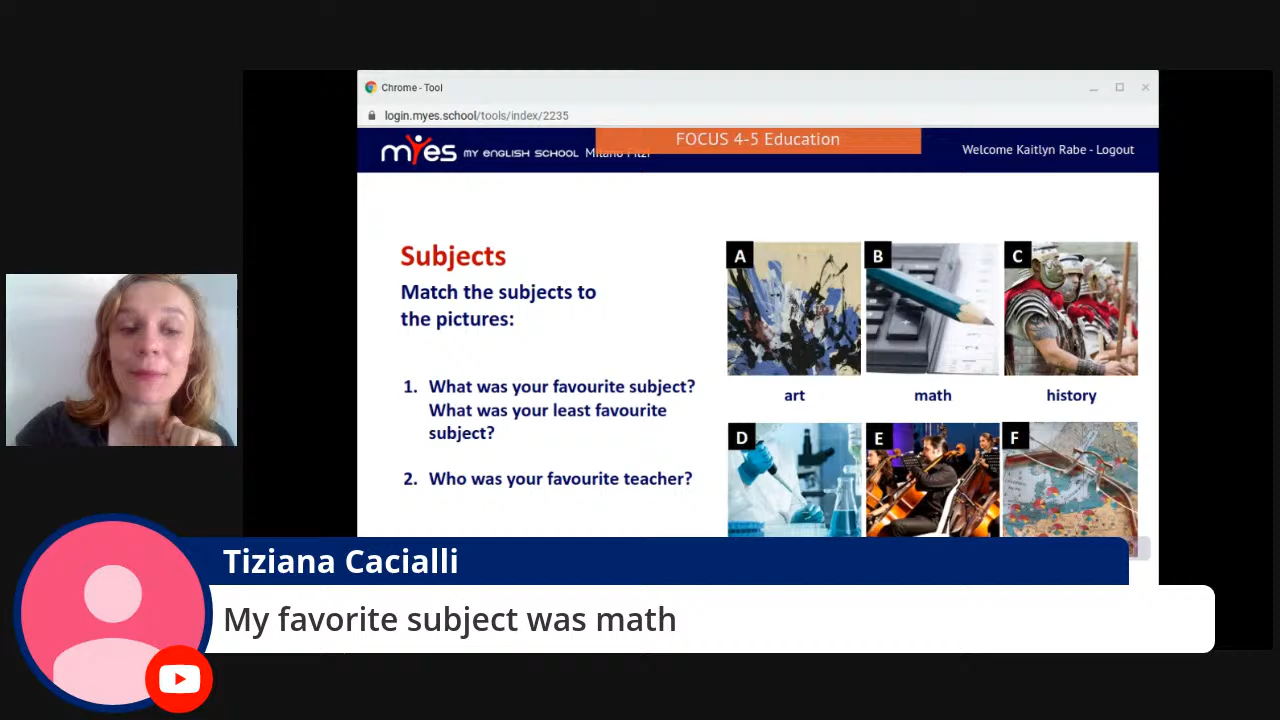 Chrome - Tool
login.myes.school/tools/index/2235
FOCUS 4-5 Education
myes MY ENGLISH SCHOOL Milano Fitzi
Welcome Kaitlyn Rabe - Logout
Subjects
Match the subjects to
the pictures:
1. What was your favourite subject?
What was your least favourite
subject?
2. Who was your favourite teacher?
A
B
C
art
math
history
D
E
F
Tiziana Cacialli
My favorite subject was math